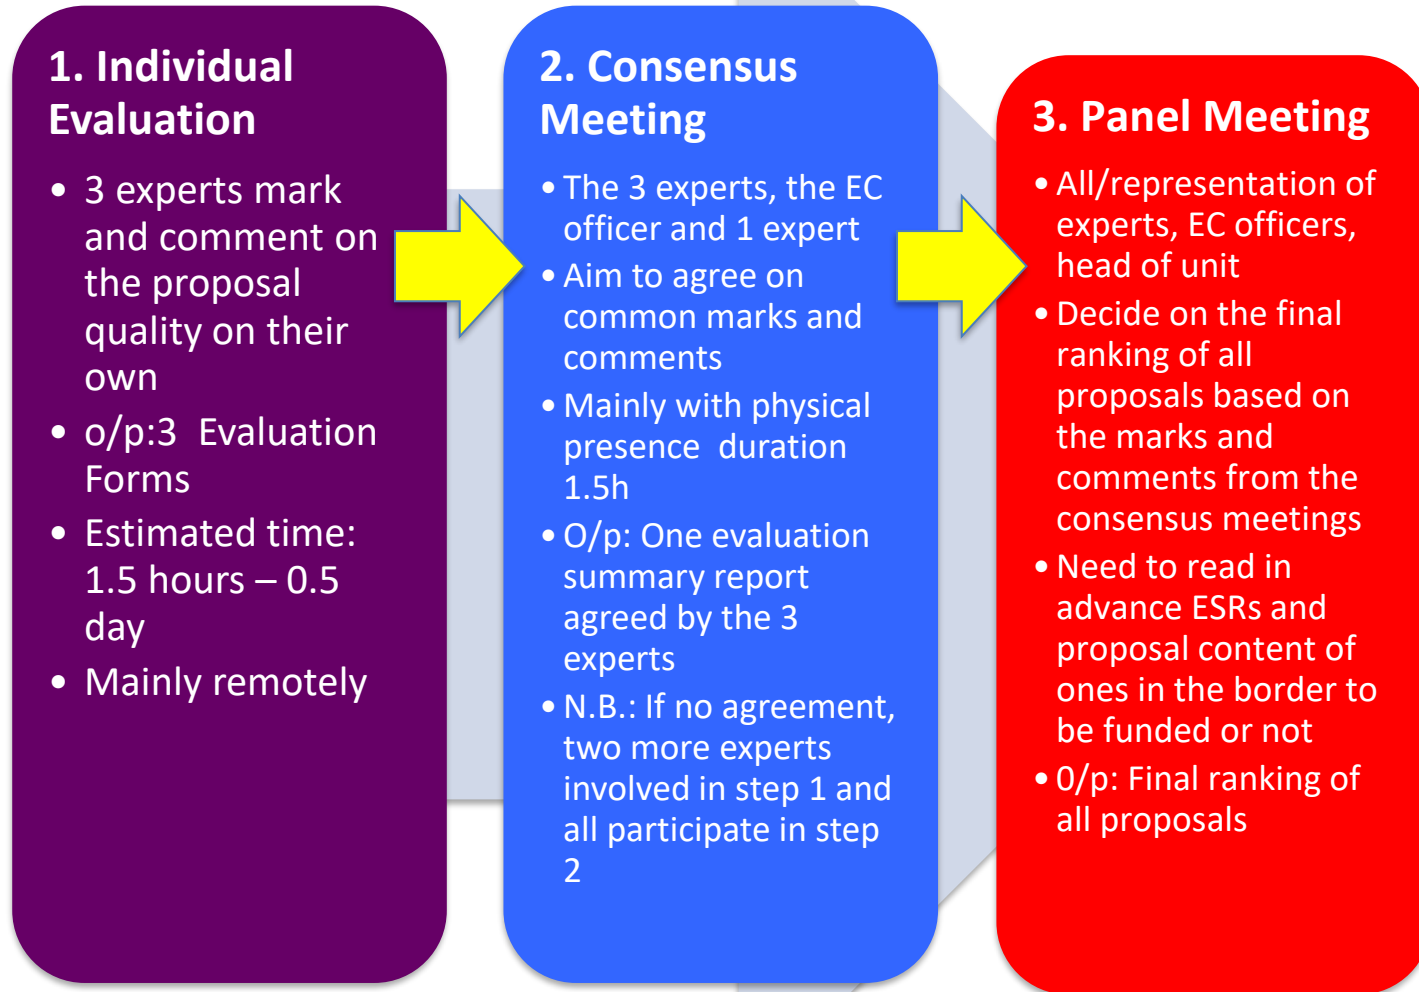 1. Individual
Evaluation
• 3 experts mark
and comment on
the proposal
quality on their
own
• o/p:3  Evaluation
Forms
• Estimated time:
1.5 hours – 0.5
day
• Mainly remotely
2. Consensus
Meeting
• The 3 experts, the EC
officer and 1 expert
• Aim to agree on
common marks and
comments
• Mainly with physical
presence  duration
1.5h
• O/p: One evaluation
summary report
agreed by the 3
experts
• N.B.: If no agreement,
two more experts
involved in step 1 and
all participate in step
2
3. Panel Meeting
• All/representation of
experts, EC officers,
head of unit
• Decide on the final
ranking of all
proposals based on
the marks and
comments from the
consensus meetings
• Need to read in
advance ESRs and
proposal content of
ones in the border to
be funded or not
• 0/p: Final ranking of
all proposals